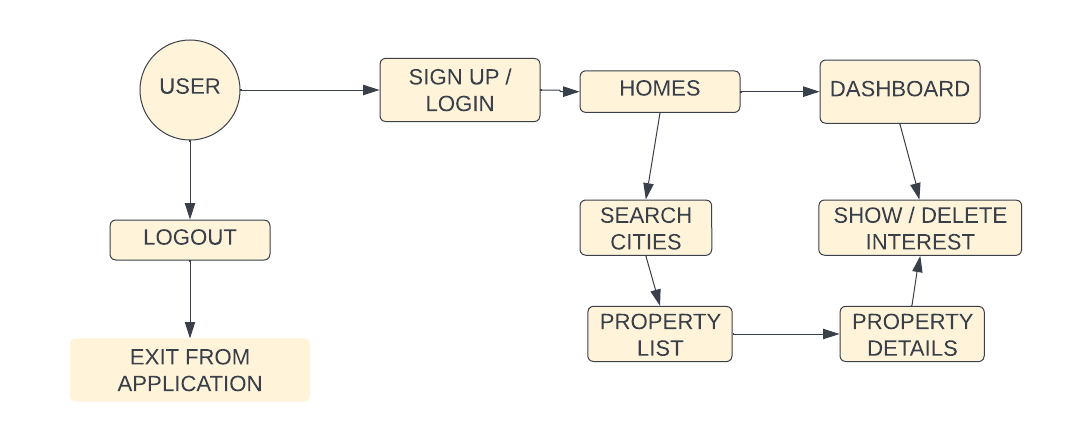 USER
SIGN UP /
LOGIN
HOMES
DASHBOARD
LOGOUT
SEARCH
CITIES
SHOW / DELETE
INTEREST
EXIT FROM
APPLICATION
PROPERTY
LIST
PROPERTY
DETAILS